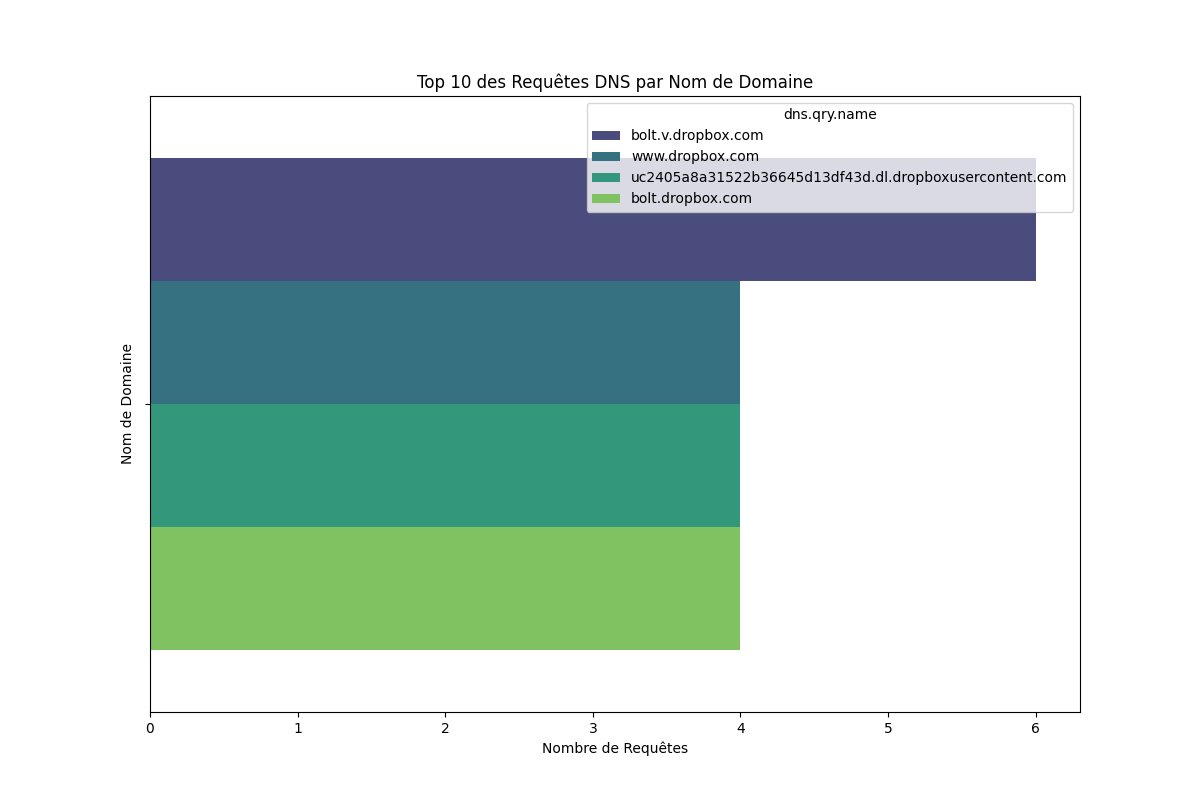 Top 10 des Requêtes DNS par Nom de Domaine
dns.qry.name
bolt.v.dropbox.com
www.dropbox.com
uc2405a8a31522b36645d13df43d.dl.dropboxusercontent.com
bolt.dropbox.com
Nom de Domaine
0 1 2 3 4 5 6
Nombre de Requêtes